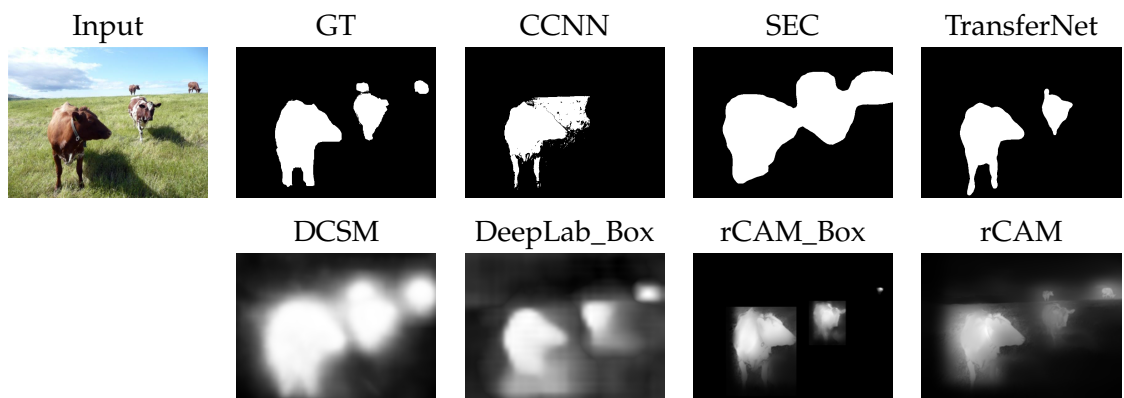 Input GT CCNN SEC TransferNet
DCSM DeepLab_Box rCAM_Box rCAM